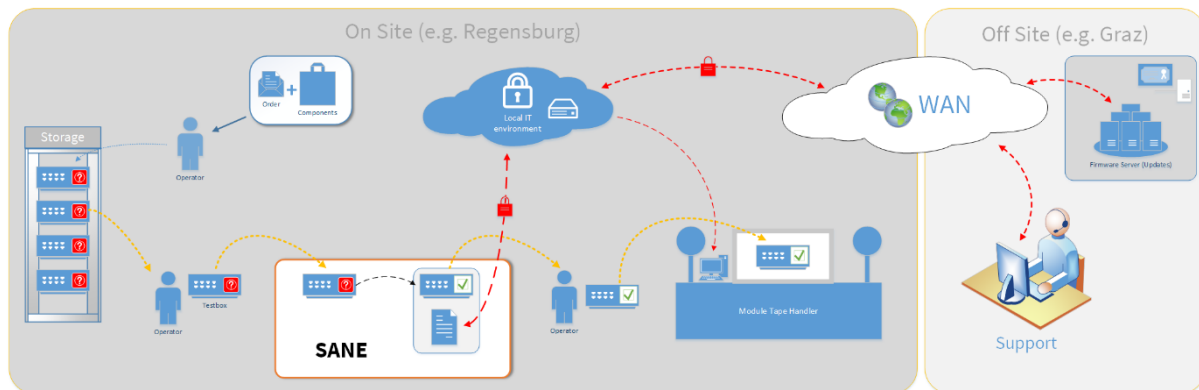 On Site (e.g. Regensburg)
Off Site (e.g. Graz)
Order
+
Components
Storage
Operator
Local IT
environment
WAN
Firmware Server (Updates)
Operator
Testbox
SANE
Operator
Module Tape Handler
Support